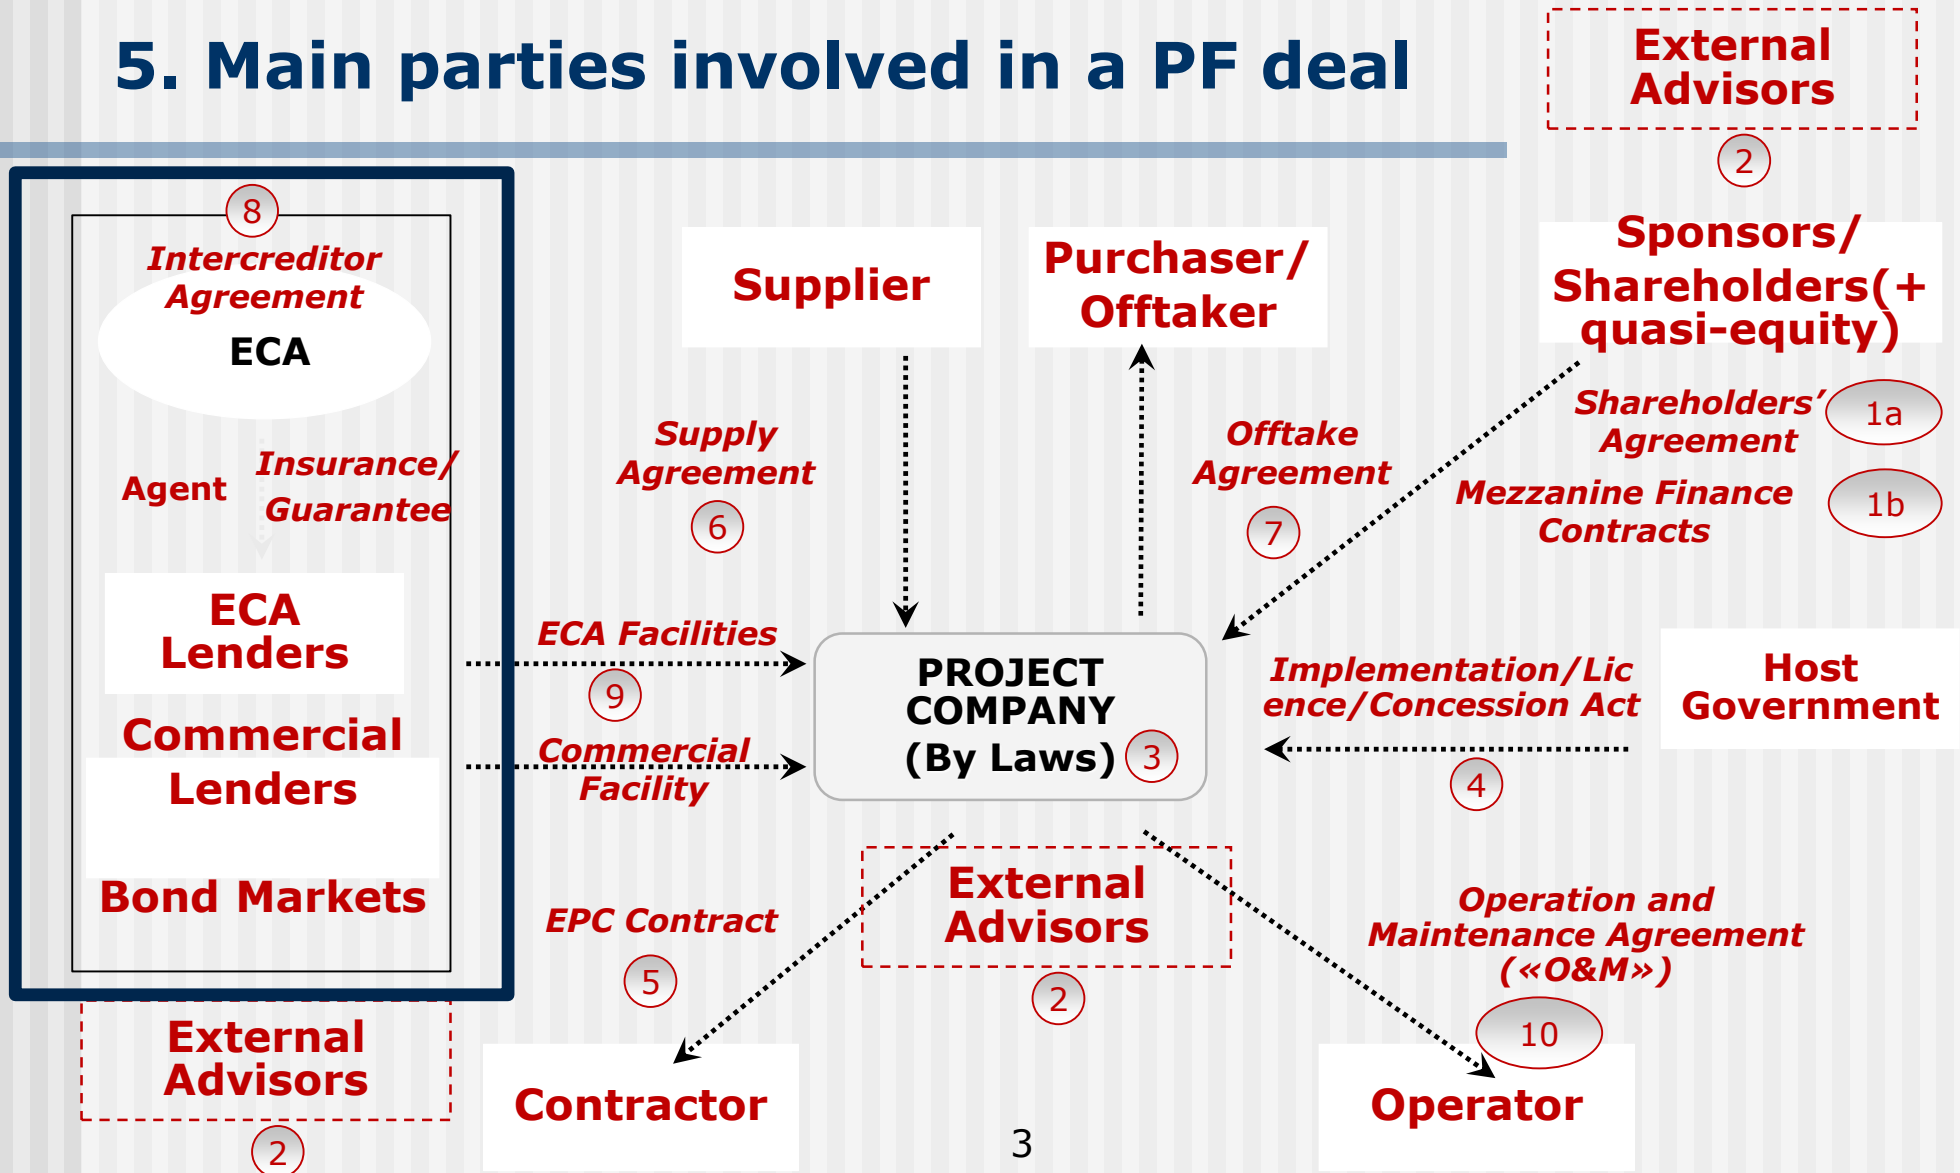 5. Main parties involved in a PF deal
External
Advisors
2
8
Intercreditor
Agreement
ECA
Agent
Insurance/
Guarantee
ECA
Lenders
Commercial
Lenders
Bond Markets
External
Advisors
2
Supplier
Purchaser/
Offtaker
Sponsors/
Shareholders(+
quasi-equity)
Shareholders’
Agreement
1a
Mezzanine Finance
Contracts
1b
Supply
Agreement
6
Offtake
Agreement
7
ECA Facilities
9
Commercial
Facility
PROJECT
COMPANY
(By Laws)
3
Implementation/Lic
ence/Concession Act
4
Host
Government
External
Advisors
2
EPC Contract
5
Contractor
Operation and
Maintenance Agreement
(«O&M»)
10
Operator
3